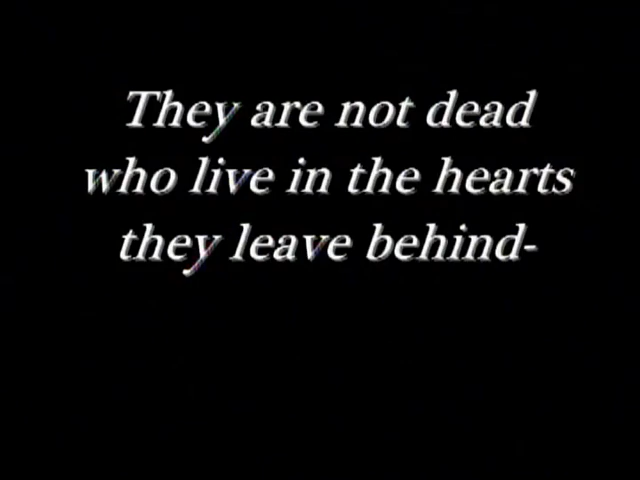 They are not dead
who live in the hearts
they leave behind-